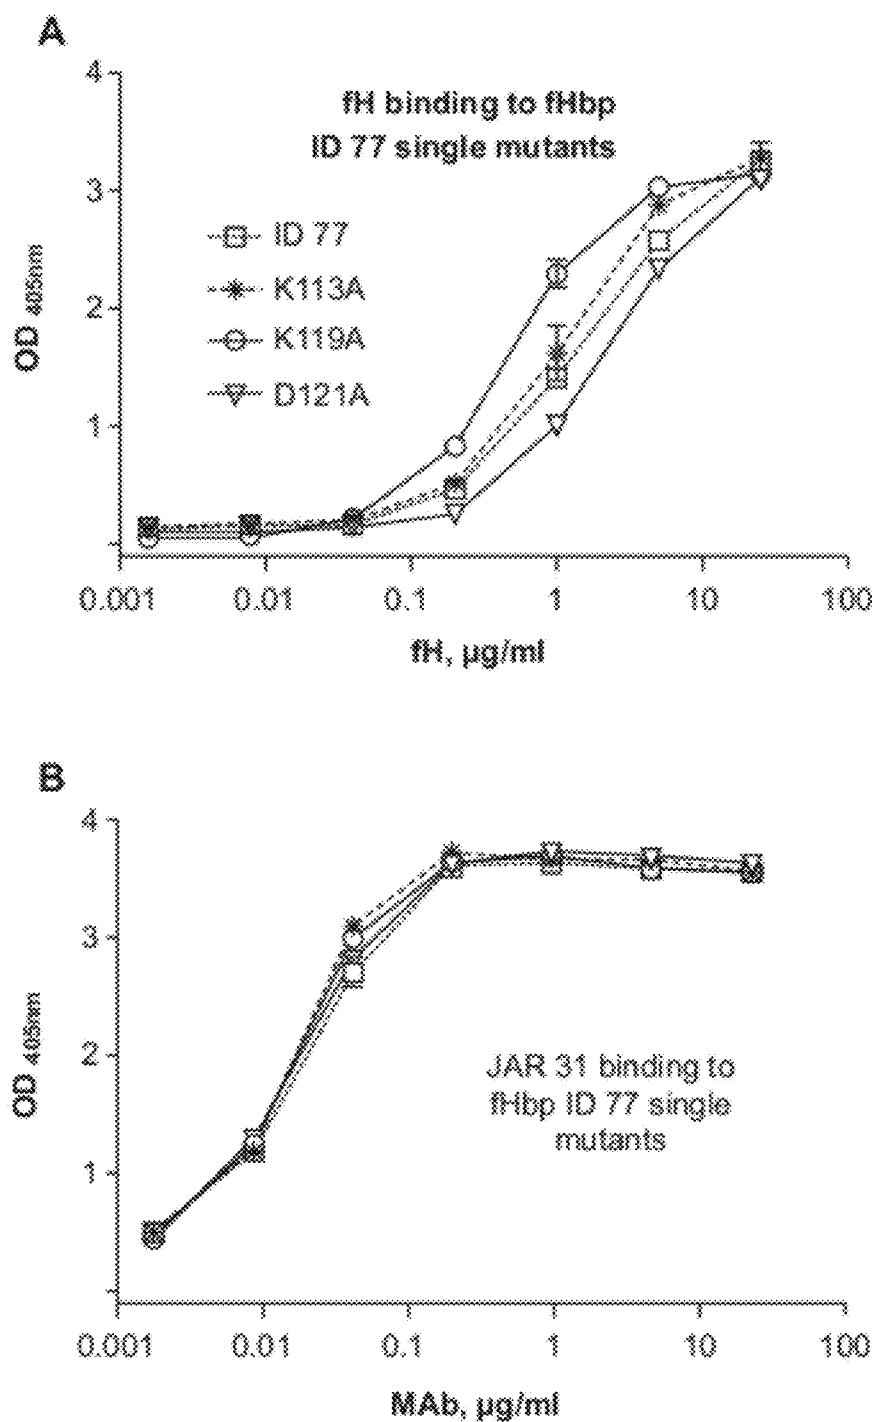 A
fH binding to fHbp
ID 77 single mutants
4
3
2
1
OD 405nm
ID 77
K113A
K119A
D121A
0.001
0.01
0.1
1
10
100
fH, µg/ml
B
4
3
2
1
OD 405nm
JAR 31 binding to
fHbp ID 77 single
mutants
0.001
0.01
0.1
1
10
100
MAb, µg/ml